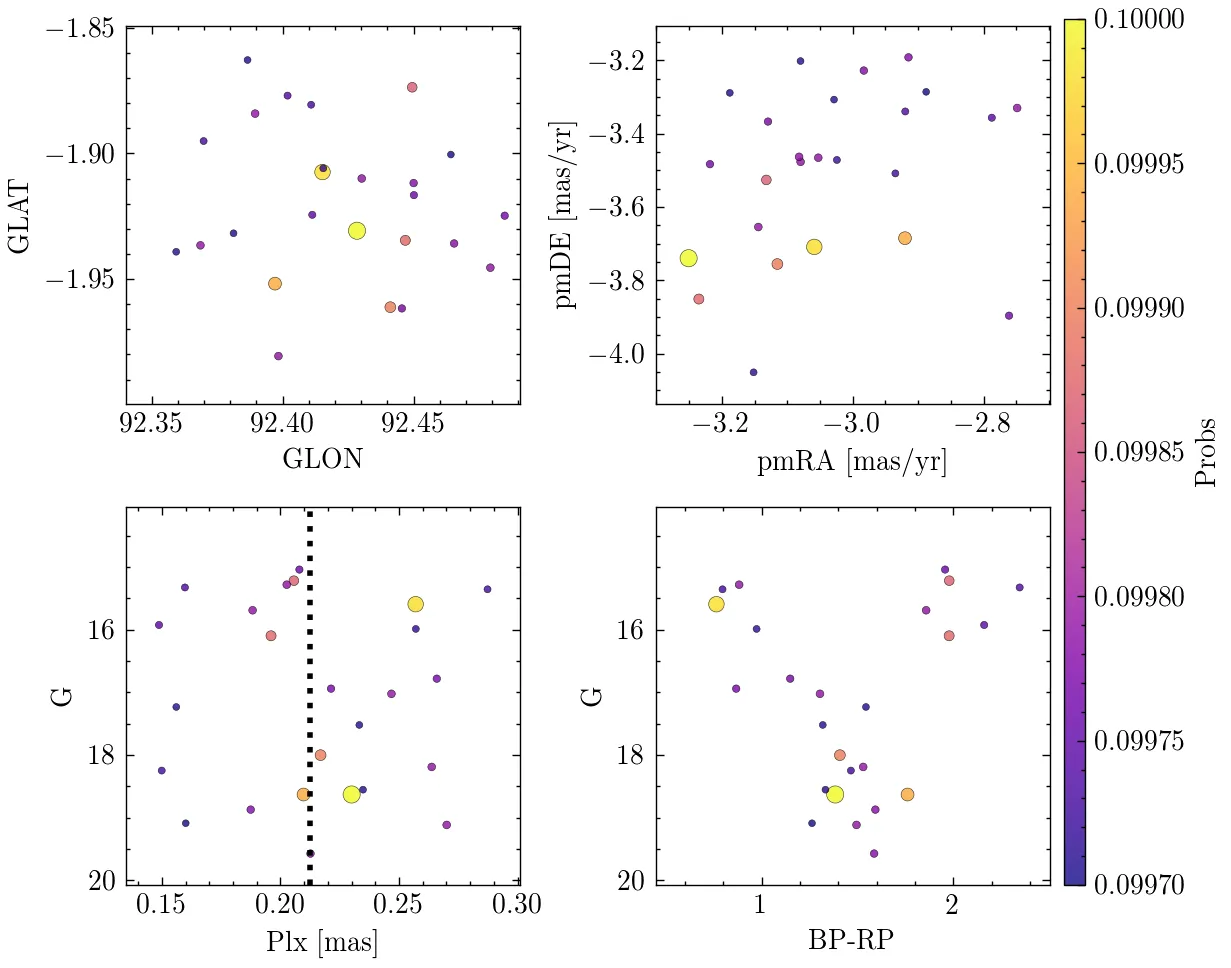 −1.85
−1.90
−1.95
GLAT
92.35 92.40 92.45
GLON
−3.2
−3.4
−3.6
−3.8
−4.0
pmDE [mas/yr]
−3.2 −3.0 −2.8
pmRA [mas/yr]
16
18
20
G
0.15 0.20 0.25 0.30
Plx [mas]
16
18
20
G
1 2
BP-RP
0.10000
0.09995
0.09990
0.09985
0.09980
0.09975
0.09970
Probs